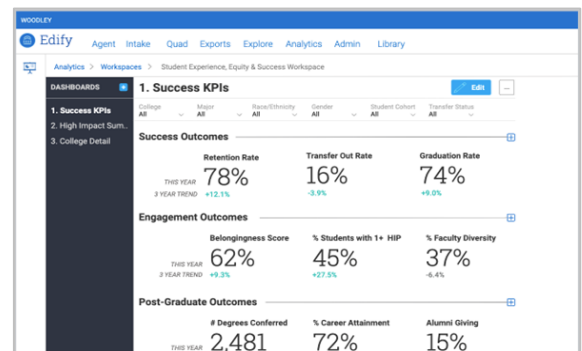 WOODLEY
Edify Agent Intake Quad Exports Explore Analytics Admin Library
Analytics > Workspaces > Student Experience, Equity & Success Workspace
DASHBOARDS
1. Success KPIs
2. High Impact Sum..
3. College Detail
1. Success KPIs
Edit
College Major Race/Ethnicity Gender Student Cohort Transfer Status
All All All All All All
Success Outcomes
Retention Rate Transfer Out Rate Graduation Rate
THIS YEAR 78% 16% 74%
3 YEAR TREND +12.1% -3.9% +9.0%
Engagement Outcomes
Belongingness Score % Students with 1+ HIP % Faculty Diversity
THIS YEAR 62% 45% 37%
3 YEAR TREND +9.3% +27.5% -6.4%
Post-Graduate Outcomes
# Degrees Conferred % Career Attainment Alumni Giving
THIS YEAR 2,481 72% 15%